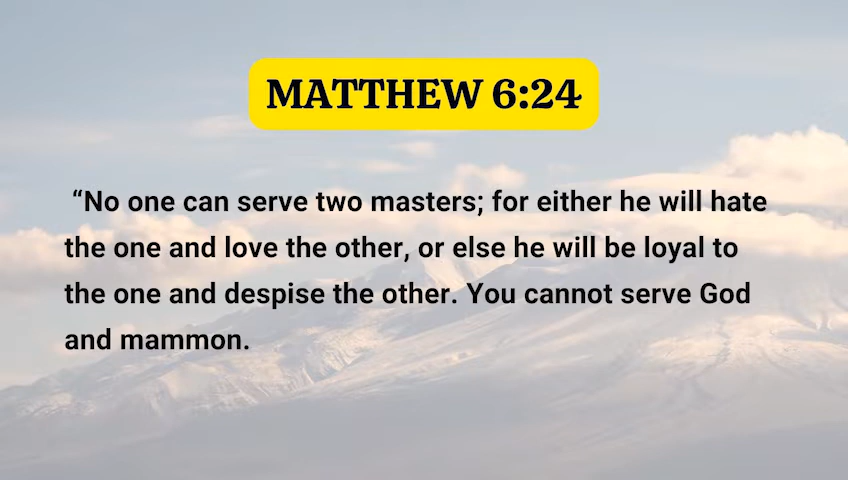 MATTHEW 6:24
“No one can serve two masters; for either he will hate
the one and love the other, or else he will be loyal to
the one and despise the other. You cannot serve God
and mammon.